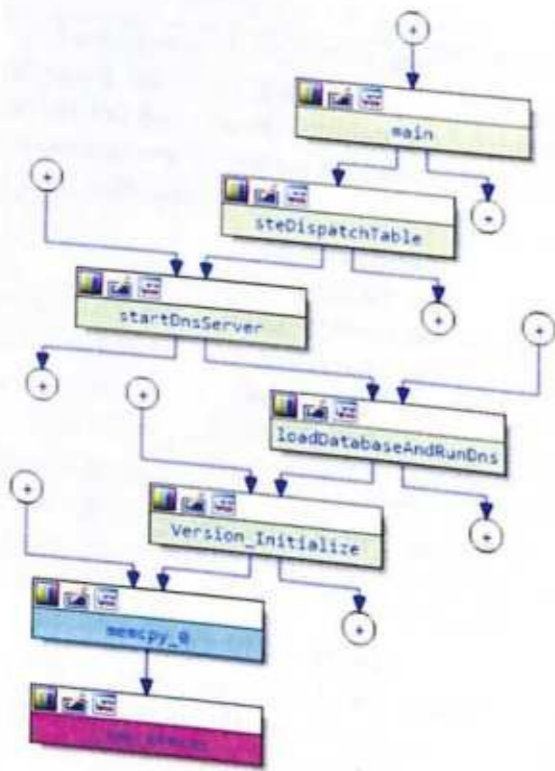 main
steDispatchTable
startDnsServer
loadDatabaseAndRunDns
Version_Initialize
memcpy_0